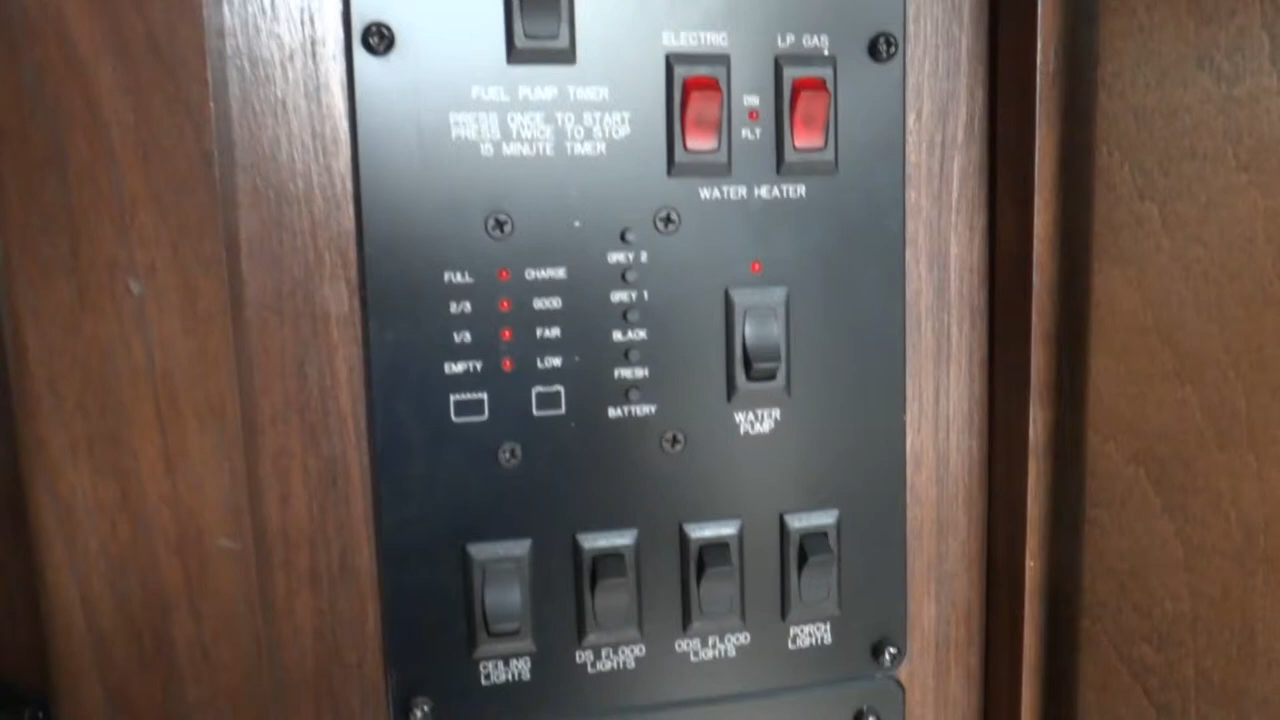 ELECTRIC
LP GAS
FUEL PUMP TIMER
PRESS ONCE TO START
PRESS TWICE TO STOP
15 MINUTE TIMER
DSI
FLT
WATER HEATER
FULL
CHARGE
2/3
GOOD
1/3
FAIR
EMPTY
LOW
GREY 2
GREY 1
BLACK
FRESH
BATTERY
WATER
PUMP
CEILING
LIGHTS
DS FLOOD
LIGHTS
ODS FLOOD
LIGHTS
PORCH
LIGHTS